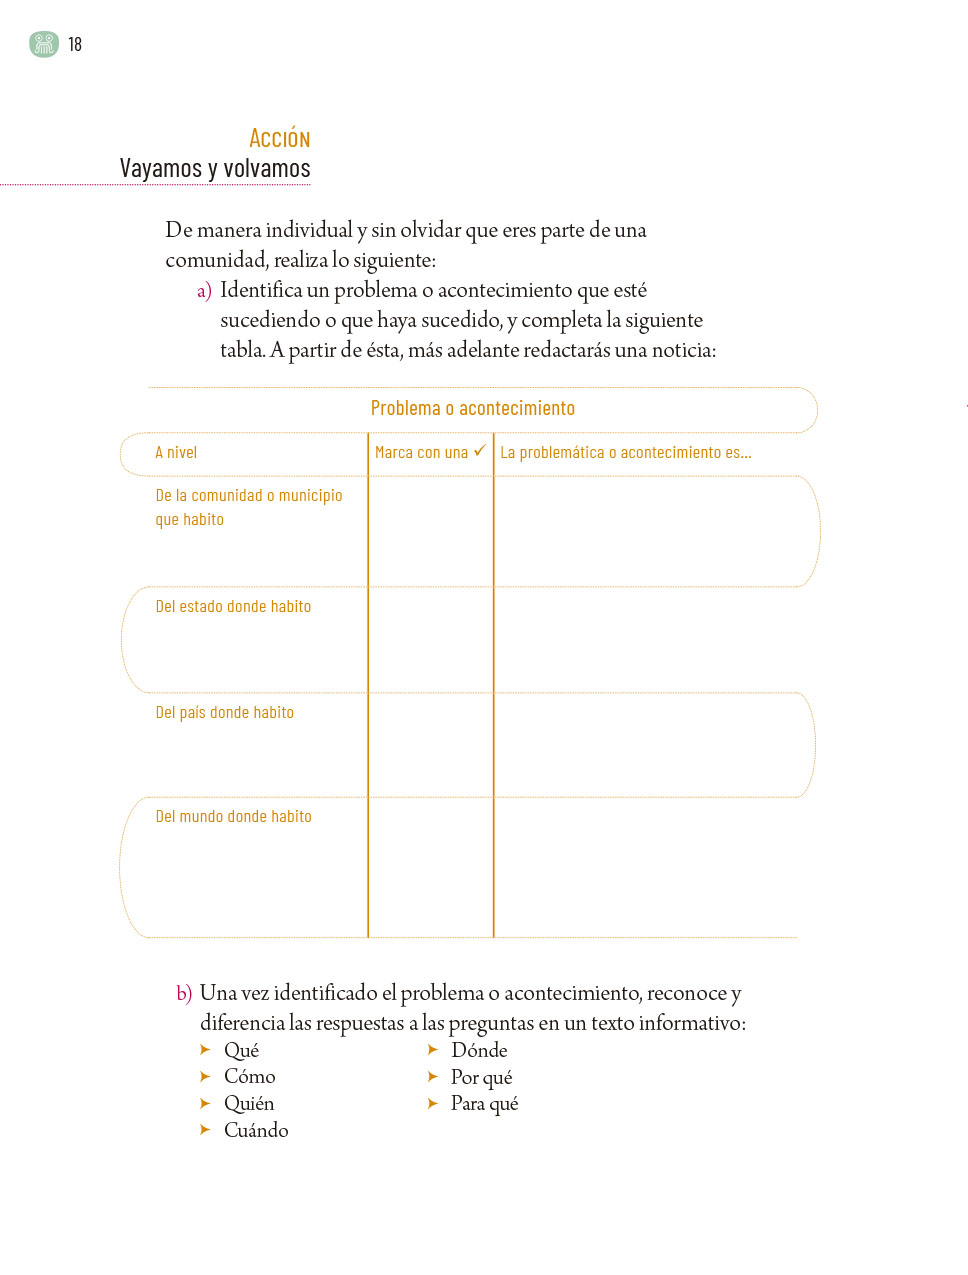 18
Acción
Vayamos y volvamos
De manera individual y sin olvidar que eres parte de una
comunidad, realiza lo siguiente:
a) Identifica un problema o acontecimiento que esté
sucediendo o que haya sucedido, y completa la siguiente
tabla. A partir de ésta, más adelante redactarás una noticia:
Problema o acontecimiento
A nivel
Marca con una ✓
La problemática o acontecimiento es...
De la comunidad o municipio
que habito
Del estado donde habito
Del país donde habito
Del mundo donde habito
b) Una vez identificado el problema o acontecimiento, reconoce y
diferencia las respuestas a las preguntas en un texto informativo:
➤ Qué
➤ Cómo
➤ Quién
➤ Cuándo
➤ Dónde
➤ Por qué
➤ Para qué